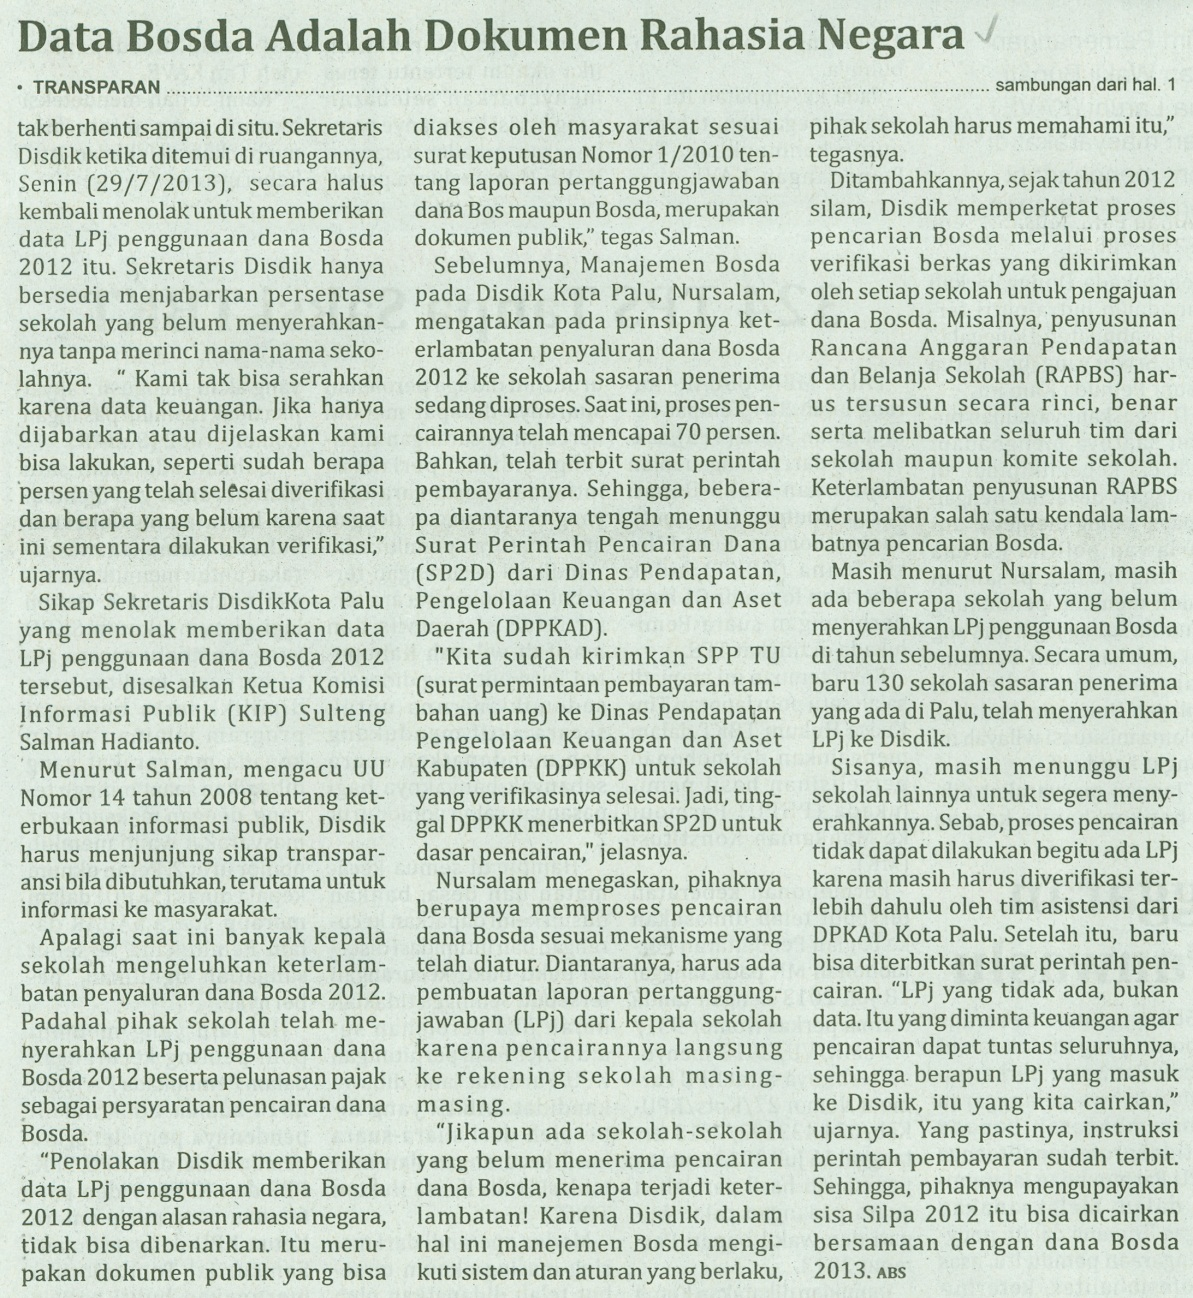 Data Bosda Adalah Dokumen Rahasia Negara
• TRANSPARAN ........ sambungan dari hal. 1
tak berhenti sampai di situ. Sekretaris
Disdik ketika ditemui di ruangannya,
Senin (29/7/2013), secara halus
kembali menolak untuk memberikan
data LPj penggunaan dana Bosda
2012 itu. Sekretaris Disdik hanya
bersedia menjabarkan persentase
sekolah yang belum menyerahkan-
nya tanpa merinci nama-nama seko-
lahnya. “ Kami tak bisa serahkan
karena data keuangan. Jika hanya
dijabarkan atau dijelaskan kami
bisa lakukan, seperti sudah berapa
persen yang telah selesai diverifikasi
dan berapa yang belum karena saat
ini sementara dilakukan verifikasi,”
ujarnya.
Sikap Sekretaris DisdikKota Palu
yang menolak memberikan data
LPj penggunaan dana Bosda 2012
tersebut, disesalkan Ketua Komisi
Informasi Publik (KIP) Sulteng
Salman Hadianto.
Menurut Salman, mengacu UU
Nomor 14 tahun 2008 tentang ket-
erbukaan informasi publik, Disdik
harus menjunjung sikap transpar-
ansi bila dibutuhkan, terutama untuk
informasi ke masyarakat.
Apalagi saat ini banyak kepala
sekolah mengeluhkan keterlam-
batan penyaluran dana Bosda 2012.
Padahal pihak sekolah telah me-
nyerahkan LPj penggunaan dana
Bosda 2012 beserta pelunasan pajak
sebagai persyaratan pencairan dana
Bosda.
“Penolakan Disdik memberikan
data LPj penggunaan dana Bosda
2012 dengan alasan rahasia negara,
tidak bisa dibenarkan. Itu meru-
pakan dokumen publik yang bisa
diakses oleh masyarakat sesuai
surat keputusan Nomor 1/2010 ten-
tang laporan pertanggungjawaban
dana Bos maupun Bosda, merupakan
dokumen publik,” tegas Salman.
Sebelumnya, Manajemen Bosda
pada Disdik Kota Palu, Nursalam,
mengatakan pada prinsipnya ket-
erlambatan penyaluran dana Bosda
2012 ke sekolah sasaran penerima
sedang diproses. Saat ini, proses pen-
cairannya telah mencapai 70 persen.
Bahkan, telah terbit surat perintah
pembayaranya. Sehingga, bebera-
pa diantaranya tengah menunggu
Surat Perintah Pencairan Dana
(SP2D) dari Dinas Pendapatan,
Pengelolaan Keuangan dan Aset
Daerah (DPPKAD).
"Kita sudah kirimkan SPP TU
(surat permintaan pembayaran tam-
bahan uang) ke Dinas Pendapatan
Pengelolaan Keuangan dan Aset
Kabupaten (DPPKK) untuk sekolah
yang verifikasinya selesai. Jadi, ting-
gal DPPKK menerbitkan SP2D untuk
dasar pencairan," jelasnya.
Nursalam menegaskan, pihaknya
berupaya memproses pencairan
dana Bosda sesuai mekanisme yang
telah diatur. Diantaranya, harus ada
pembuatan laporan pertanggung-
jawaban (LPj) dari kepala sekolah
karena pencairannya langsung
ke rekening sekolah masing-
masing.
“Jikapun ada sekolah-sekolah
yang belum menerima pencairan
dana Bosda, kenapa terjadi keter-
lambatan! Karena Disdik, dalam
hal ini manejemen Bosda mengi-
kuti sistem dan aturan yang berlaku,
pihak sekolah harus memahami itu,”
tegasnya.
Ditambahkannya, sejak tahun 2012
silam, Disdik memperketat proses
pencarian Bosda melalui proses
verifikasi berkas yang dikirimkan
oleh setiap sekolah untuk pengajuan
dana Bosda. Misalnya, penyusunan
Rancana Anggaran Pendapatan
dan Belanja Sekolah (RAPBS) har-
us tersusun secara rinci, benar
serta melibatkan seluruh tim dari
sekolah maupun komite sekolah.
Keterlambatan penyusunan RAPBS
merupakan salah satu kendala lam-
batnya pencarian Bosda.
Masih menurut Nursalam, masih
ada beberapa sekolah yang belum
menyerahkan LPj penggunaan Bosda
di tahun sebelumnya. Secara umum,
baru 130 sekolah sasaran penerima
yang ada di Palu, telah menyerahkan
LPj ke Disdik.
Sisanya, masih menunggu LPj
sekolah lainnya untuk segera meny-
erahkannya. Sebab, proses pencairan
tidak dapat dilakukan begitu ada LPj
karena masih harus diverifikasi ter-
lebih dahulu oleh tim asistensi dari
DPKAD Kota Palu. Setelah itu, baru
bisa diterbitkan surat perintah pen-
cairan. “LPj yang tidak ada, bukan
data. Itu yang diminta keuangan agar
pencairan dapat tuntas seluruhnya,
sehingga berapun LPj yang masuk
ke Disdik, itu yang kita cairkan,”
ujarnya. Yang pastinya, instruksi
perintah pembayaran sudah terbit.
Sehingga, pihaknya mengupayakan
sisa Silpa 2012 itu bisa dicairkan
bersamaan dengan dana Bosda
2013. ABS